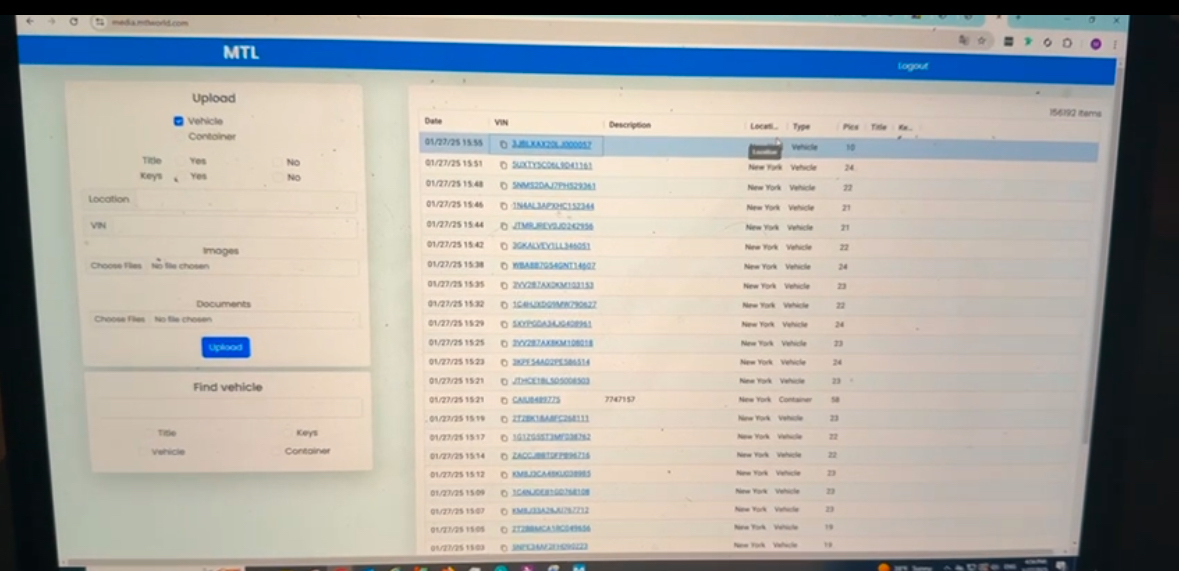 media.mtlworld.com
MTL
Logout
Upload
Vehicle
Container
Title Yes No
Keys Yes No
Location
VIN
Images
Choose Files No file chosen
Documents
Choose Files No file chosen
Upload
Find vehicle
Title Keys
Vehicle Container
156192 items
Date VIN Description Locati... Type Pics Title Ke...
01/27/25 15:55 3JBLKAX20LJ000057 Vehicle 10
Location
01/27/25 15:51 5UXTY5C06L9D41161 New York Vehicle 24
01/27/25 15:48 5NMS2DAJ7PH529361 New York Vehicle 22
01/27/25 15:46 1N4AL3APXHC152344 New York Vehicle 21
01/27/25 15:44 JTMRJREV5JD242956 New York Vehicle 21
01/27/25 15:42 3GKALVEV1LL346051 New York Vehicle 22
01/27/25 15:38 WBABB7G54GNT14607 New York Vehicle 24
01/27/25 15:35 3VV2B7AX0KM103153 New York Vehicle 23
01/27/25 15:32 1C4HJXDG9MW790627 New York Vehicle 22
01/27/25 15:29 5XYPGDA34JG408961 New York Vehicle 24
01/27/25 15:25 3VV2B7AX8KM108018 New York Vehicle 23
01/27/25 15:23 3KPF54AD2PE586514 New York Vehicle 24
01/27/25 15:21 JTHCE1BL5D5008503 New York Vehicle 23
01/27/25 15:21 CAIU8489775 7747157 New York Container 58
01/27/25 15:19 2T2BK1BA8FC268111 New York Vehicle 23
01/27/25 15:17 1G1ZG5ST3MF038762 New York Vehicle 22
01/27/25 15:14 ZACCJBBTDFPB96716 New York Vehicle 22
01/27/25 15:12 KM8J3CA46KU038985 New York Vehicle 23
01/27/25 15:09 1C4NJDEB1GD768108 New York Vehicle 23
01/27/25 15:07 KM8J33A26JU767712 New York Vehicle 23
01/27/25 15:05 2T2BBMCA1RC049656 New York Vehicle 19
01/27/25 15:03 New York Vehicle 19